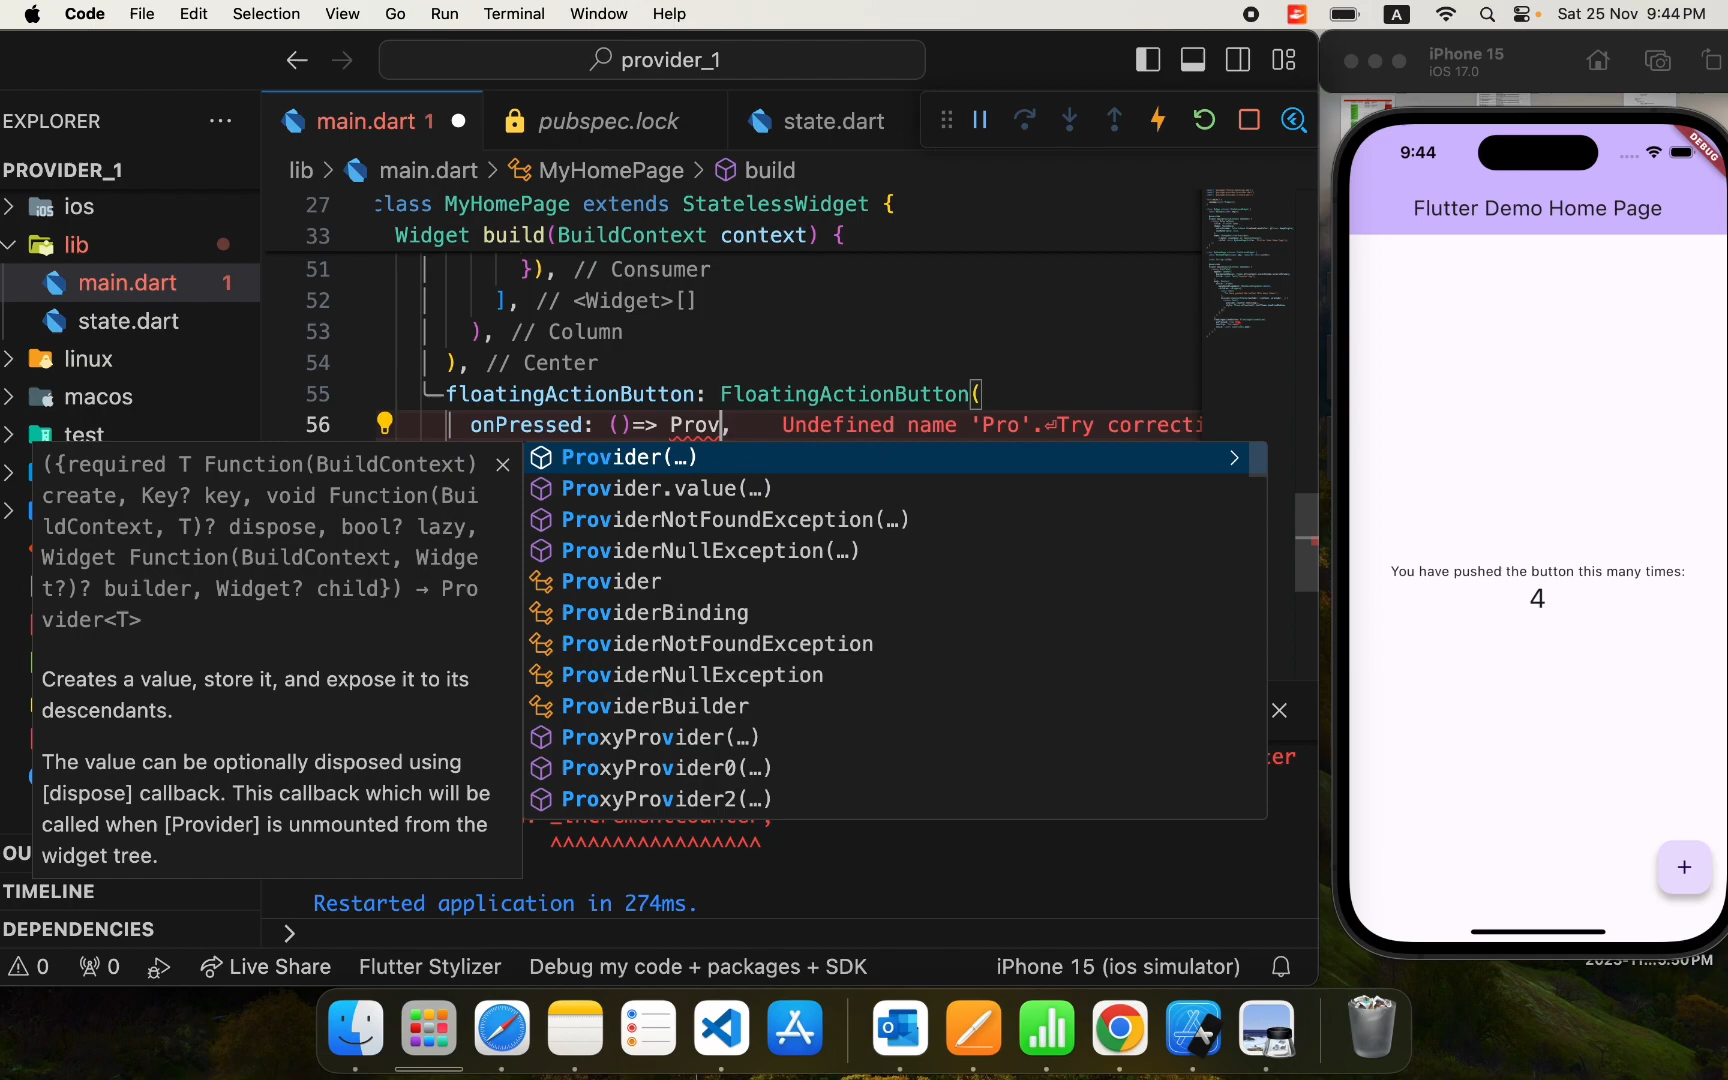 Code File Edit Selection View Go Run Terminal Window Help
A Sat 25 Nov 9:44 PM
provider_1
EXPLORER
PROVIDER_1
ios
lib
main.dart 1
state.dart
linux
macos
test
OU
TIMELINE
DEPENDENCIES
main.dart 1 pubspec.lock state.dart
lib > main.dart > MyHomePage > build
27 class MyHomePage extends StatelessWidget {
33 Widget build(BuildContext context) {
51 }), // Consumer
52 ], // <Widget>[]
53 ), // Column
54 ), // Center
55 floatingActionButton: FloatingActionButton(
56 onPressed: ()=> Prov, Undefined name 'Pro'.⏎Try correcti
({required T Function(BuildContext)
create, Key? key, void Function(Bui
ldContext, T)? dispose, bool? lazy,
Widget Function(BuildContext, Widge
t?)? builder, Widget? child}) → Pro
vider<T>
Creates a value, store it, and expose it to its
descendants.
The value can be optionally disposed using
[dispose] callback. This callback which will be
called when [Provider] is unmounted from the
widget tree.
Provider(…)
Provider.value(…)
ProviderNotFoundException(…)
ProviderNullException(…)
Provider
ProviderBinding
ProviderNotFoundException
ProviderNullException
ProviderBuilder
ProxyProvider(…)
ProxyProvider0(…)
ProxyProvider2(…)
ter
^^^^^^^^^^^^^^^^^
Restarted application in 274ms.
>
0 0 Live Share Flutter Stylizer Debug my code + packages + SDK iPhone 15 (ios simulator)
iPhone 15
iOS 17.0
9:44
DEBUG
Flutter Demo Home Page
You have pushed the button this many times:
4
+